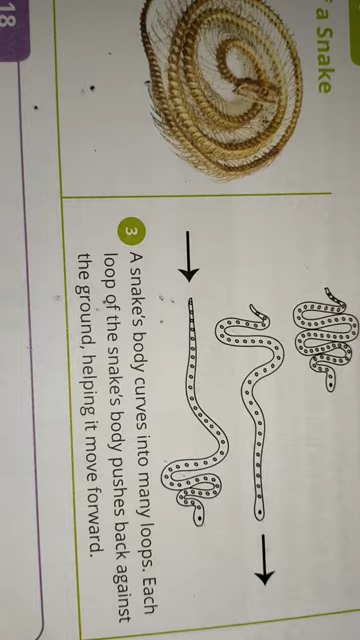 a Snake
3 A snake's body curves into many loops. Each
loop of the snake's body pushes back against
the ground, helping it move forward.
18